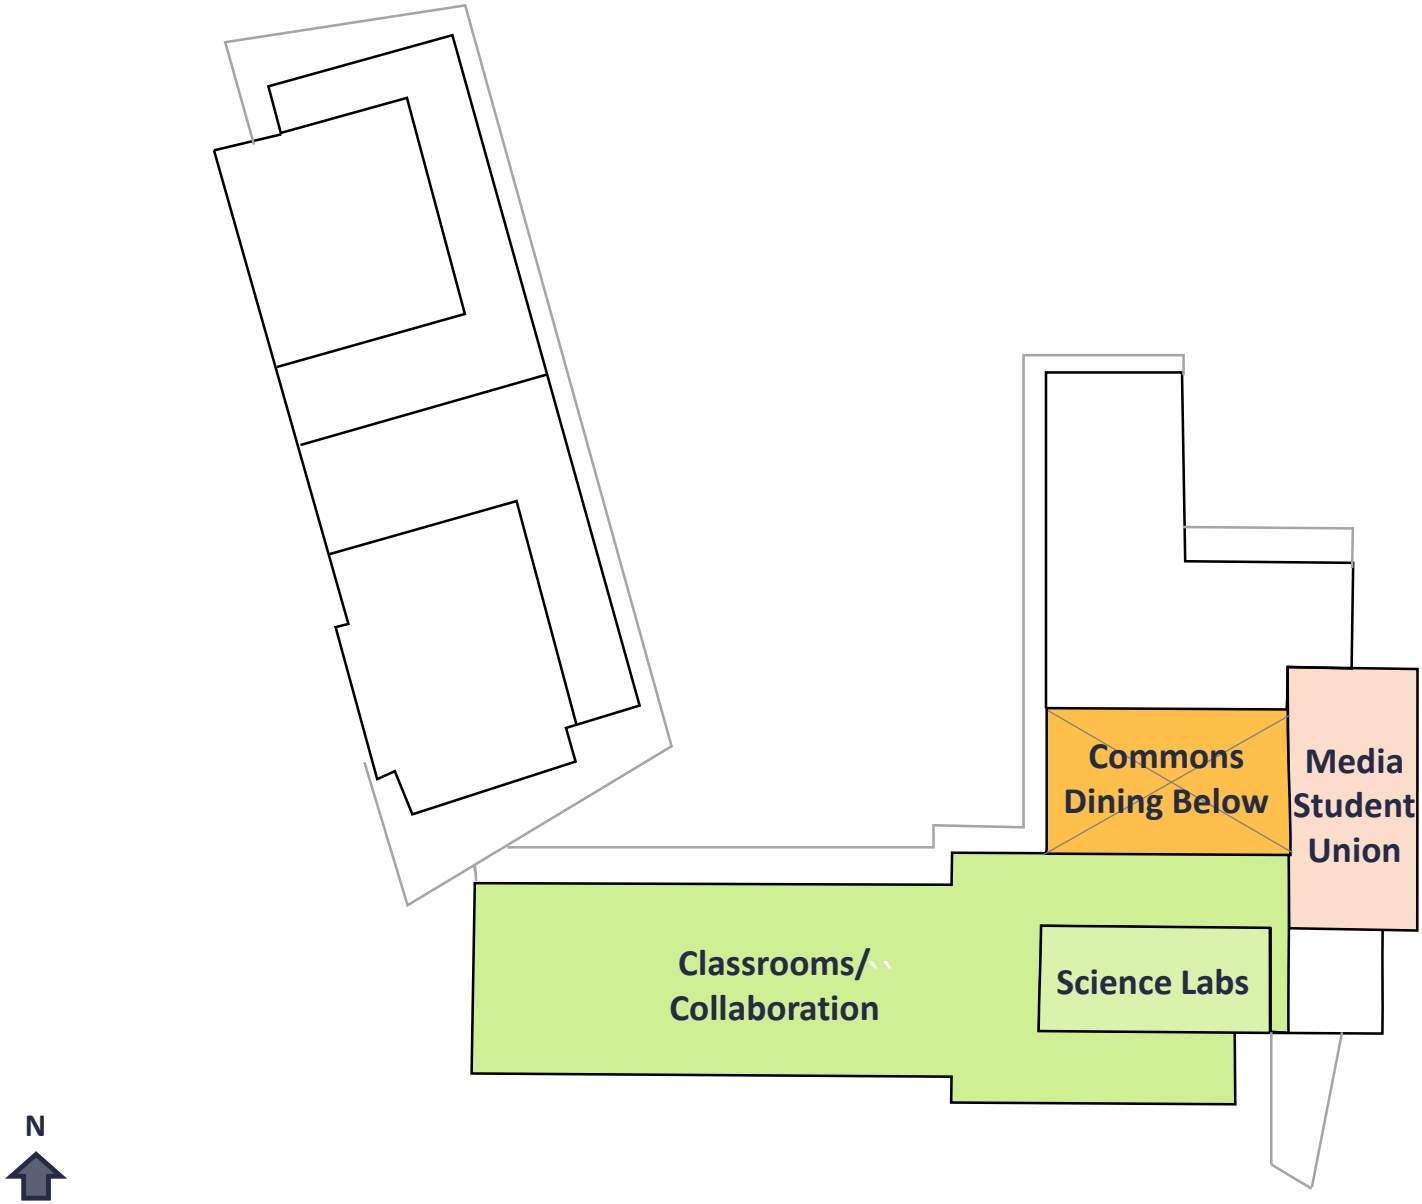 Commons
Dining Below
Media
Student
Union
Classrooms/
Collaboration
Science Labs
N